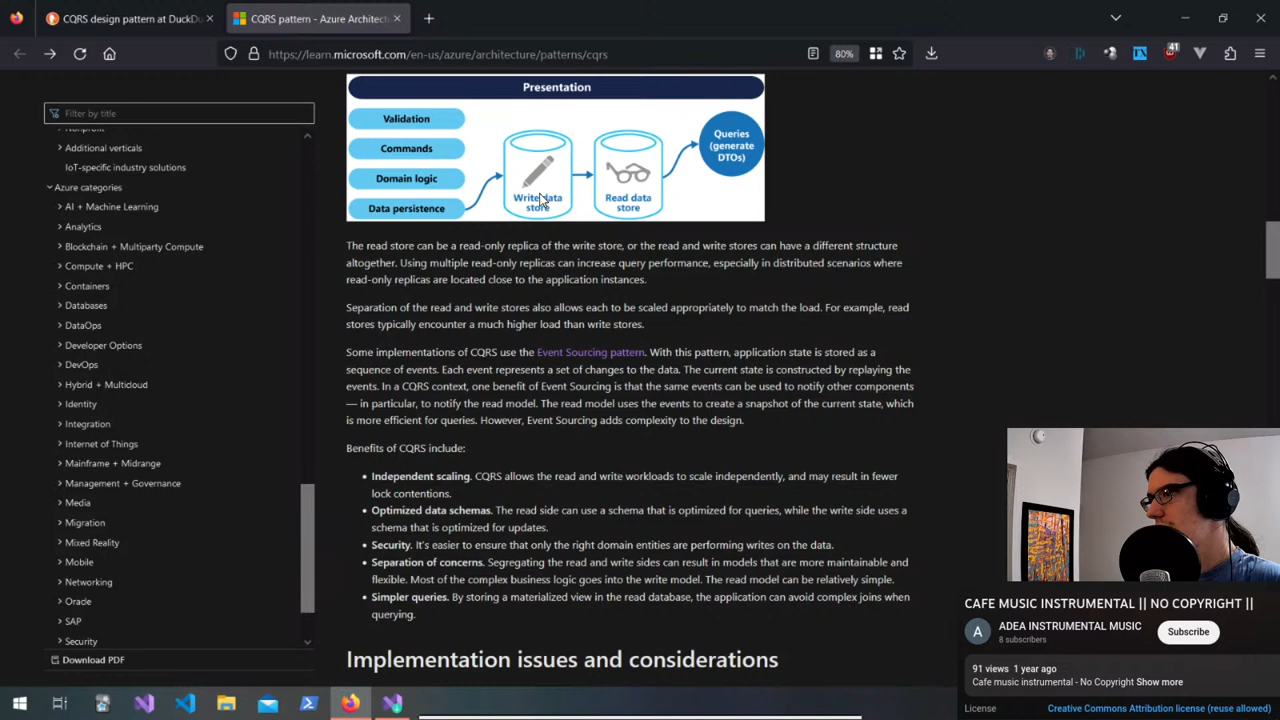 CQRS design pattern at DuckDu
CQRS pattern - Azure Architect
https://learn.microsoft.com/en-us/azure/architecture/patterns/cqrs
80%
41
Filter by title
Nonprofit
Additional verticals
IoT-specific industry solutions
Azure categories
AI + Machine Learning
Analytics
Blockchain + Multiparty Compute
Compute + HPC
Containers
Databases
DataOps
Developer Options
DevOps
Hybrid + Multicloud
Identity
Integration
Internet of Things
Mainframe + Midrange
Management + Governance
Media
Migration
Mixed Reality
Mobile
Networking
Oracle
SAP
Security
Download PDF
Presentation
Validation
Commands
Domain logic
Data persistence
Write data
store
Read data
store
Queries
(generate
DTOs)
The read store can be a read-only replica of the write store, or the read and write stores can have a different structure
altogether. Using multiple read-only replicas can increase query performance, especially in distributed scenarios where
read-only replicas are located close to the application instances.
Separation of the read and write stores also allows each to be scaled appropriately to match the load. For example, read
stores typically encounter a much higher load than write stores.
Some implementations of CQRS use the Event Sourcing pattern. With this pattern, application state is stored as a
sequence of events. Each event represents a set of changes to the data. The current state is constructed by replaying the
events. In a CQRS context, one benefit of Event Sourcing is that the same events can be used to notify other components
— in particular, to notify the read model. The read model uses the events to create a snapshot of the current state, which
is more efficient for queries. However, Event Sourcing adds complexity to the design.
Benefits of CQRS include:
• Independent scaling. CQRS allows the read and write workloads to scale independently, and may result in fewer
lock contentions.
• Optimized data schemas. The read side can use a schema that is optimized for queries, while the write side uses a
schema that is optimized for updates.
• Security. It's easier to ensure that only the right domain entities are performing writes on the data.
• Separation of concerns. Segregating the read and write sides can result in models that are more maintainable and
flexible. Most of the complex business logic goes into the write model. The read model can be relatively simple.
• Simpler queries. By storing a materialized view in the read database, the application can avoid complex joins when
querying.
Implementation issues and considerations
CAFE MUSIC INSTRUMENTAL || NO COPYRIGHT ||
A
ADEA INSTRUMENTAL MUSIC
8 subscribers
Subscribe
91 views 1 year ago
Cafe music instrumental - No Copyright Show more
License
Creative Commons Attribution license (reuse allowed)